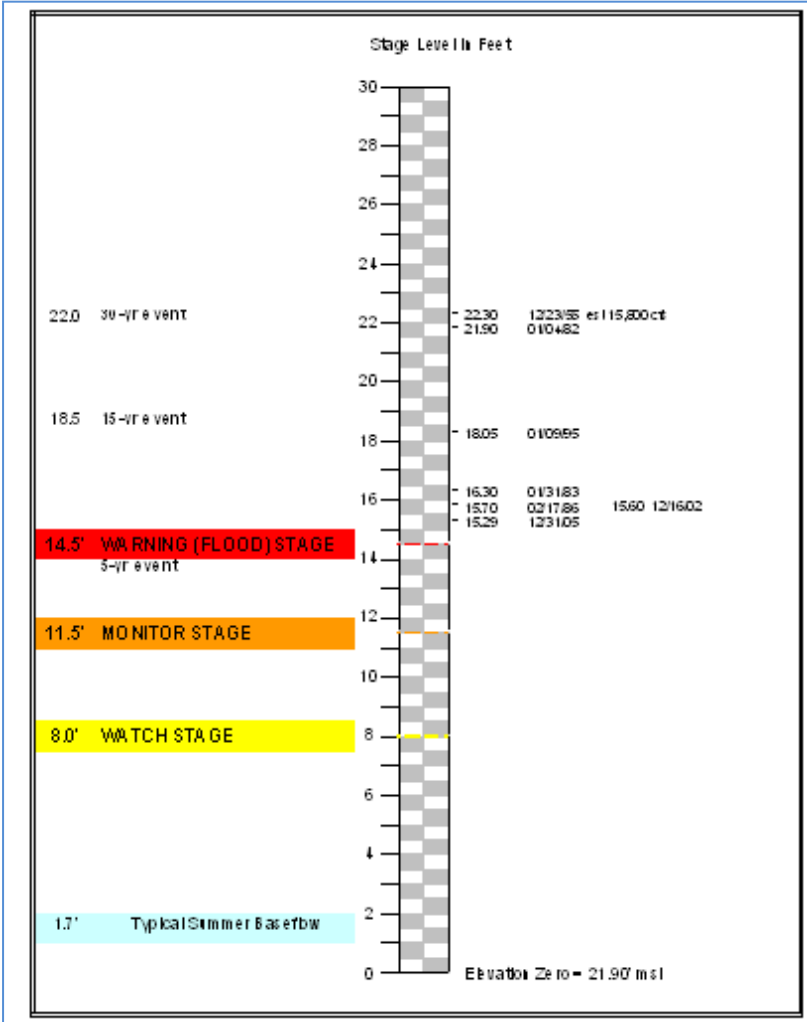 Stage Level In Feet
30
28
26
24
22.0 30-yr event
22.30 12/23/55 est 15,800 cfs
22
21.90 01/04/82
20
18.5 15-yr event
18
18.05 01/09/95
16.30 01/31/83
16
15.70 02/17/86 15.60 12/16/02
15.29 12/31/05
14.5' WARNING (FLOOD) STAGE
14
5-yr event
12
11.5' MONITOR STAGE
10
8.0' WATCH STAGE
8
6
4
2
1.7' Typical Summer Baseflow
0
Elevation Zero = 21.90' msl